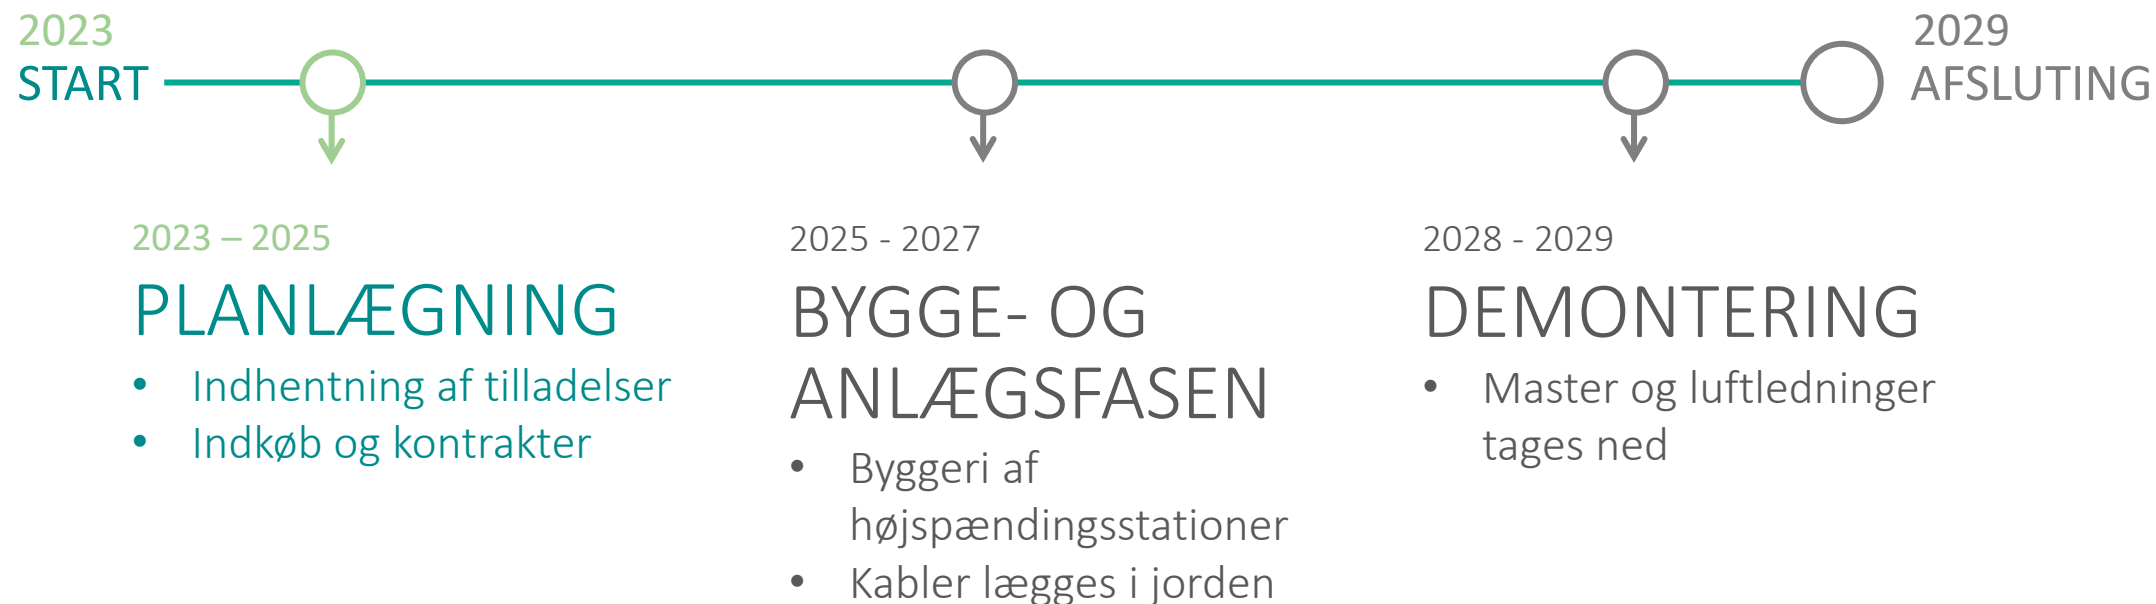 2023
START
2029
AFSLUTING
2023 – 2025
PLANLÆGNING
• Indhentning af tilladelser
• Indkøb og kontrakter
2025 - 2027
BYGGE- OG
ANLÆGSFASEN
• Byggeri af
højspændingsstationer
• Kabler lægges i jorden
2028 - 2029
DEMONTERING
• Master og luftledninger
tages ned